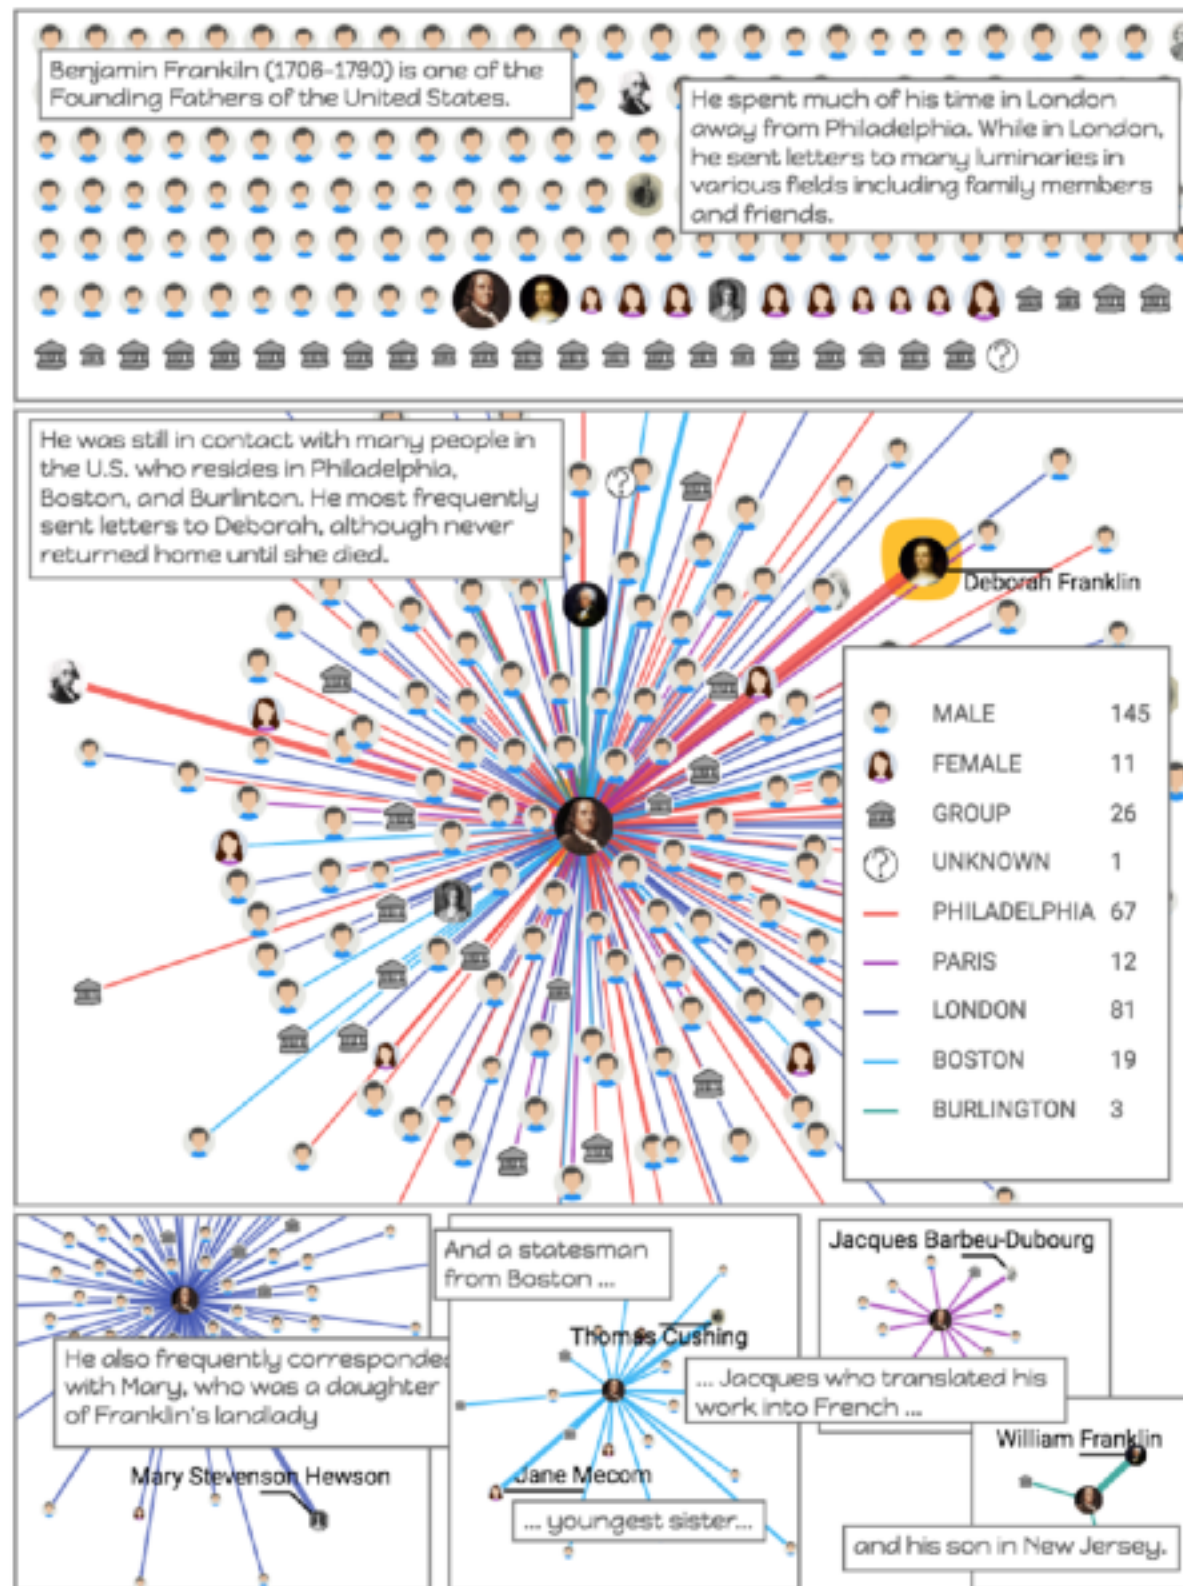 Benjamin Frankiln (1706-1790) is one of the
Founding Fathers of the United States.
He spent much of his time in London
away from Philadelphia. While in London,
he sent letters to many luminaries in
various fields including family members
and friends.
He was still in contact with many people in
the U.S. who resides in Philadelphia,
Boston, and Burlinton. He most frequently
sent letters to Deborah, although never
returned home until she died.
Deborah Franklin
MALE 145
FEMALE 11
GROUP 26
UNKNOWN 1
PHILADELPHIA 67
PARIS 12
LONDON 81
BOSTON 19
BURLINGTON 3
He also frequently corresponded
with Mary, who was a daughter
of Franklin's landlady
Mary Stevenson Hewson
And a statesman
from Boston ...
Thomas Cushing
Jane Mecom
... youngest sister...
Jacques Barbeu-Dubourg
... Jacques who translated his
work into French ...
William Franklin
and his son in New Jersey.